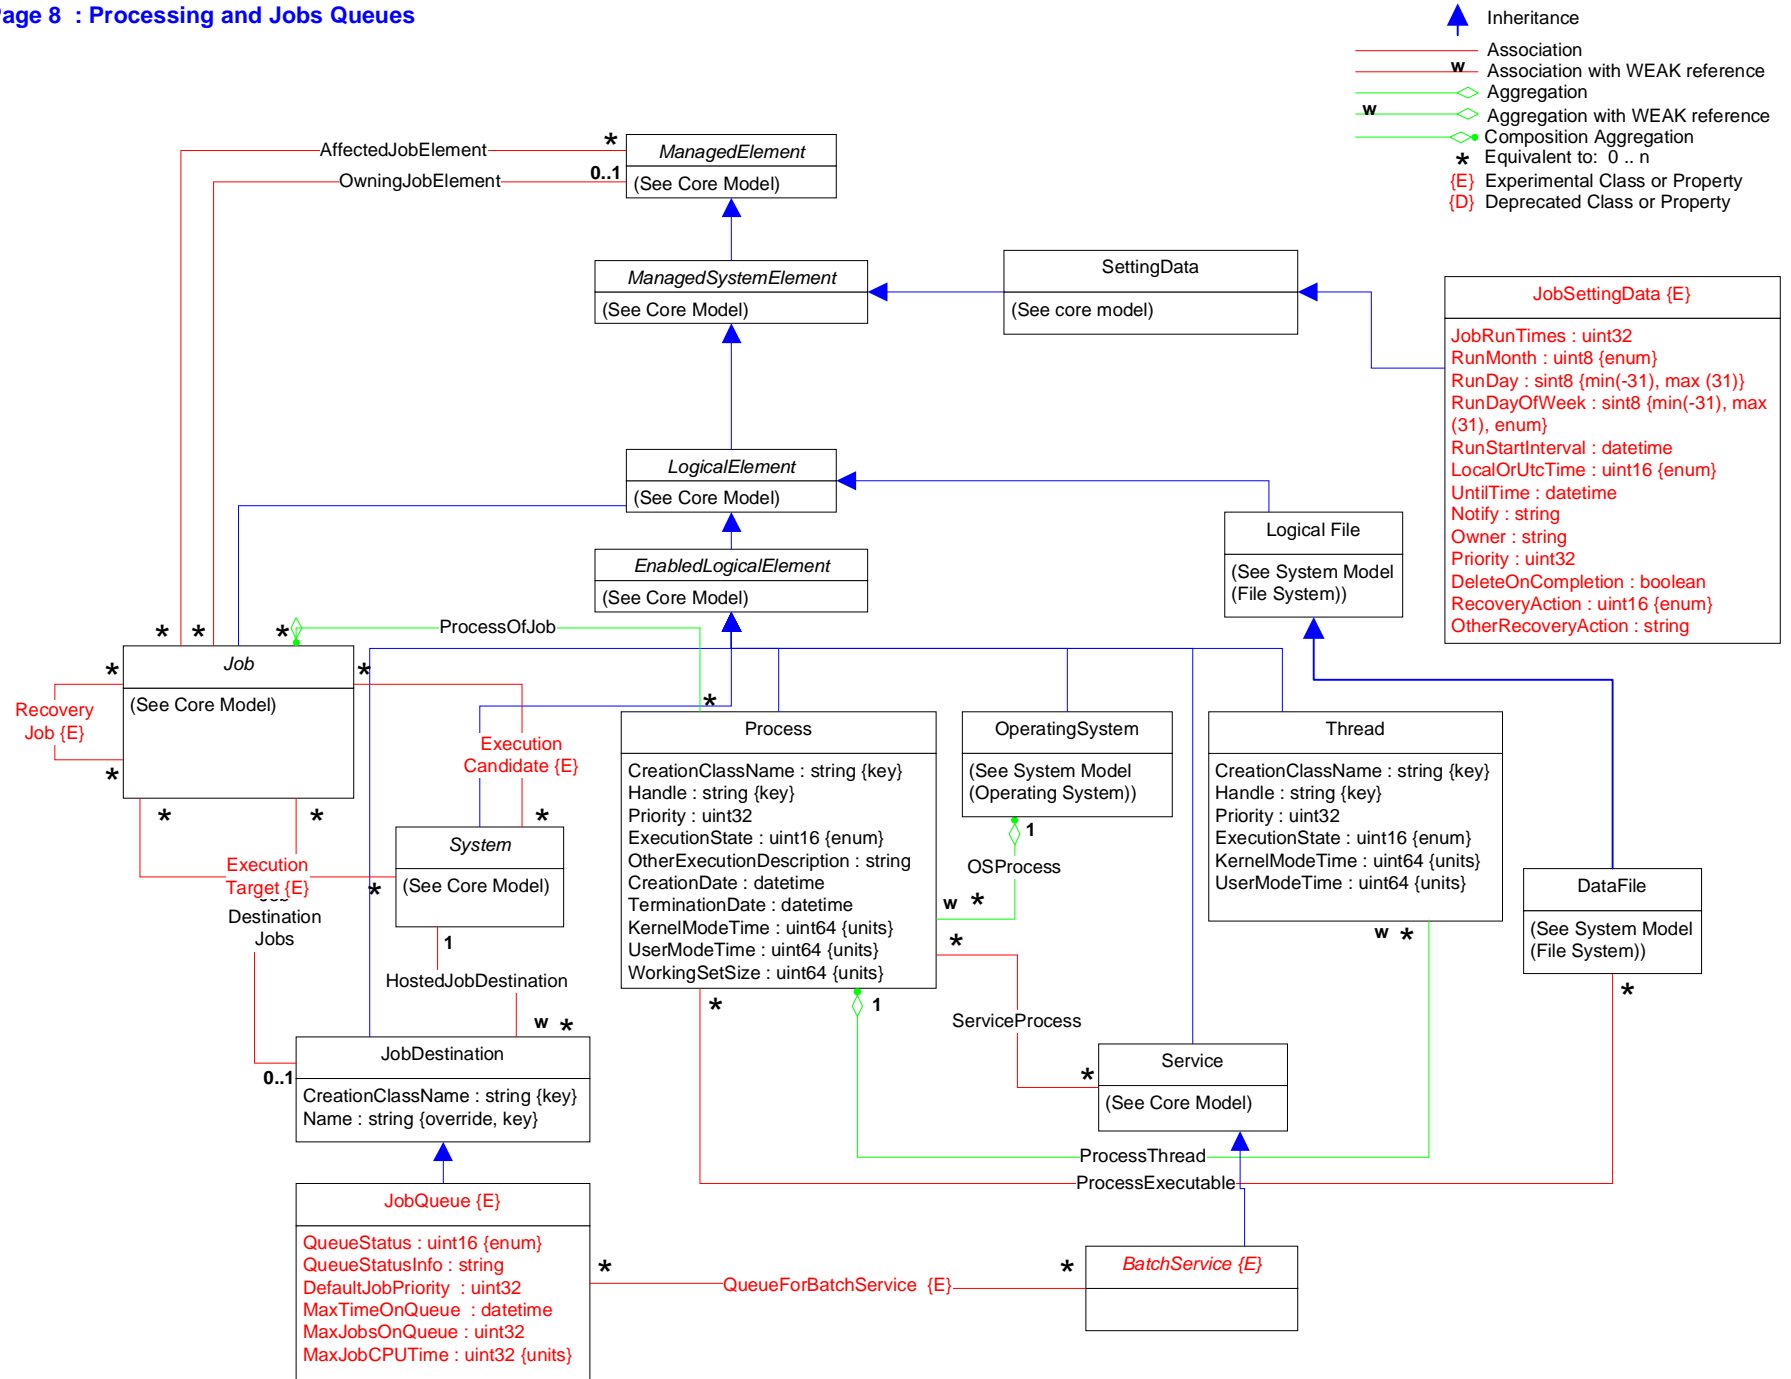 age 8 : Processing and Jobs Queues
Inheritance
Association
w
Association with WEAK reference
Aggregation
w
Aggregation with WEAK reference
Composition Aggregation
* Equivalent to: 0 .. n
{E} Experimental Class or Property
{D} Deprecated Class or Property
AffectedJobElement
*
OwningJobElement
0..1
ManagedElement
(See Core Model)
ManagedSystemElement
(See Core Model)
SettingData
(See core model)
JobSettingData {E}
JobRunTimes : uint32
RunMonth : uint8 {enum}
RunDay : sint8 {min(-31), max (31)}
RunDayOfWeek : sint8 {min(-31), max
(31), enum}
RunStartInterval : datetime
LocalOrUtcTime : uint16 {enum}
UntilTime : datetime
Notify : string
Owner : string
Priority : uint32
DeleteOnCompletion : boolean
RecoveryAction : uint16 {enum}
OtherRecoveryAction : string
LogicalElement
(See Core Model)
EnabledLogicalElement
(See Core Model)
Logical File
(See System Model
(File System))
* * *
ProcessOfJob
*
Job
(See Core Model)
* *
Recovery
Job {E}
*
* *
Execution
Candidate {E}
*
Execution
Target {E}
*
System
(See Core Model)
Destination
Jobs
0..1
1
HostedJobDestination
w *
Process
CreationClassName : string {key}
Handle : string {key}
Priority : uint32
ExecutionState : uint16 {enum}
OtherExecutionDescription : string
CreationDate : datetime
TerminationDate : datetime
KernelModeTime : uint64 {units}
UserModeTime : uint64 {units}
WorkingSetSize : uint64 {units}
OperatingSystem
(See System Model
(Operating System))
1
OSProcess
w *
Thread
CreationClassName : string {key}
Handle : string {key}
Priority : uint32
ExecutionState : uint16 {enum}
KernelModeTime : uint64 {units}
UserModeTime : uint64 {units}
w *
DataFile
(See System Model
(File System))
*
*
ServiceProcess
*
* 1
JobDestination
CreationClassName : string {key}
Name : string {override, key}
Service
(See Core Model)
ProcessThread
ProcessExecutable
JobQueue {E}
QueueStatus : uint16 {enum}
QueueStatusInfo : string
DefaultJobPriority : uint32
MaxTimeOnQueue : datetime
MaxJobsOnQueue : uint32
MaxJobCPUTime : uint32 {units}
*
QueueForBatchService {E}
*
BatchService {E}